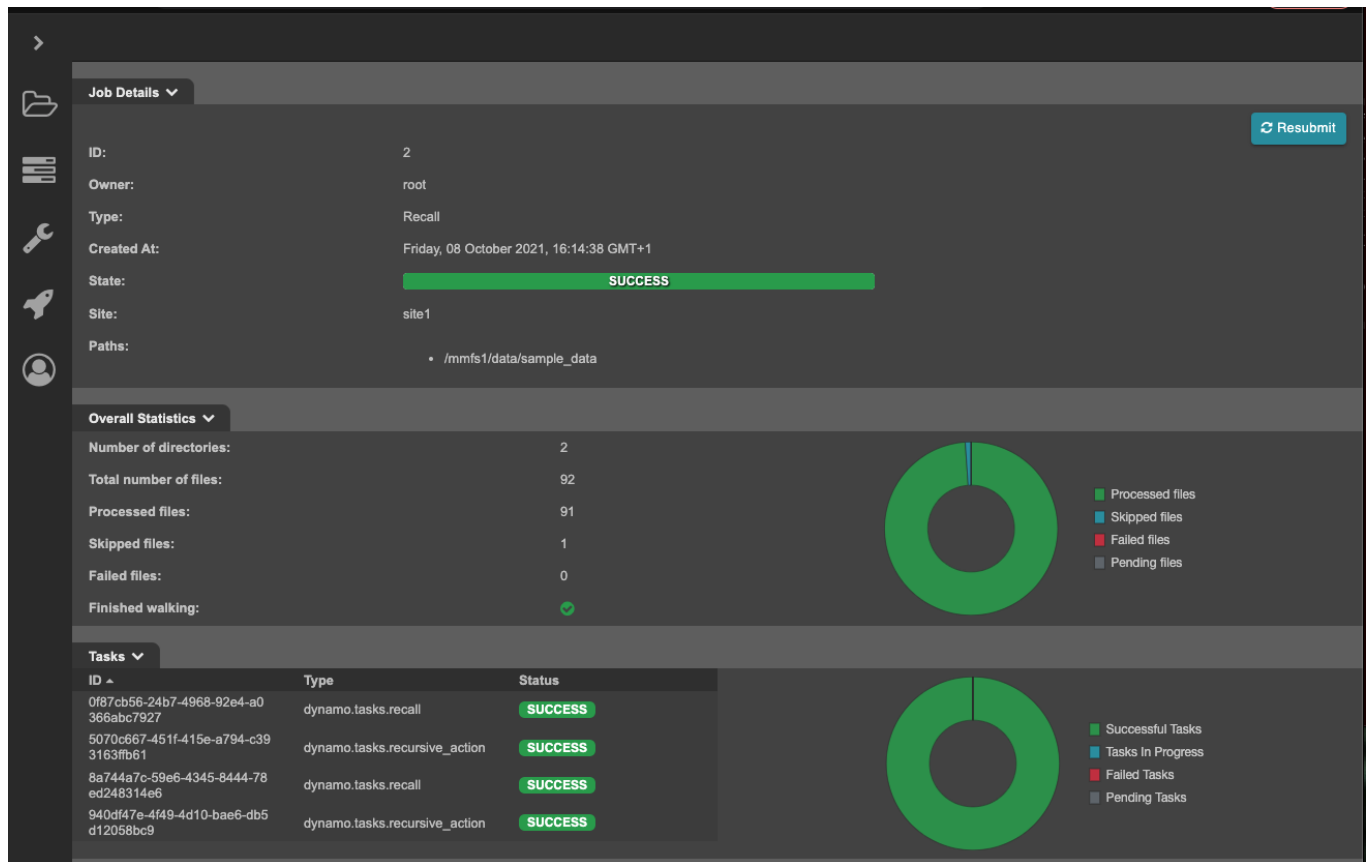 Job Details
Resubmit
ID: 2
Owner: root
Type: Recall
Created At: Friday, 08 October 2021, 16:14:38 GMT+1
State: SUCCESS
Site: site1
Paths:
• /mmfs1/data/sample_data
Overall Statistics
Number of directories: 2
Total number of files: 92
Processed files: 91
Skipped files: 1
Failed files: 0
Finished walking:
Processed files
Skipped files
Failed files
Pending files
Tasks
ID Type Status
0f87cb56-24b7-4968-92e4-a0
366abc7927
dynamo.tasks.recall SUCCESS
5070c667-451f-415e-a794-c39
3163ffb61
dynamo.tasks.recursive_action SUCCESS
8a744a7c-59e6-4345-8444-78
ed248314e6
dynamo.tasks.recall SUCCESS
940df47e-4f49-4d10-bae6-db5
d12058bc9
dynamo.tasks.recursive_action SUCCESS
Successful Tasks
Tasks In Progress
Failed Tasks
Pending Tasks